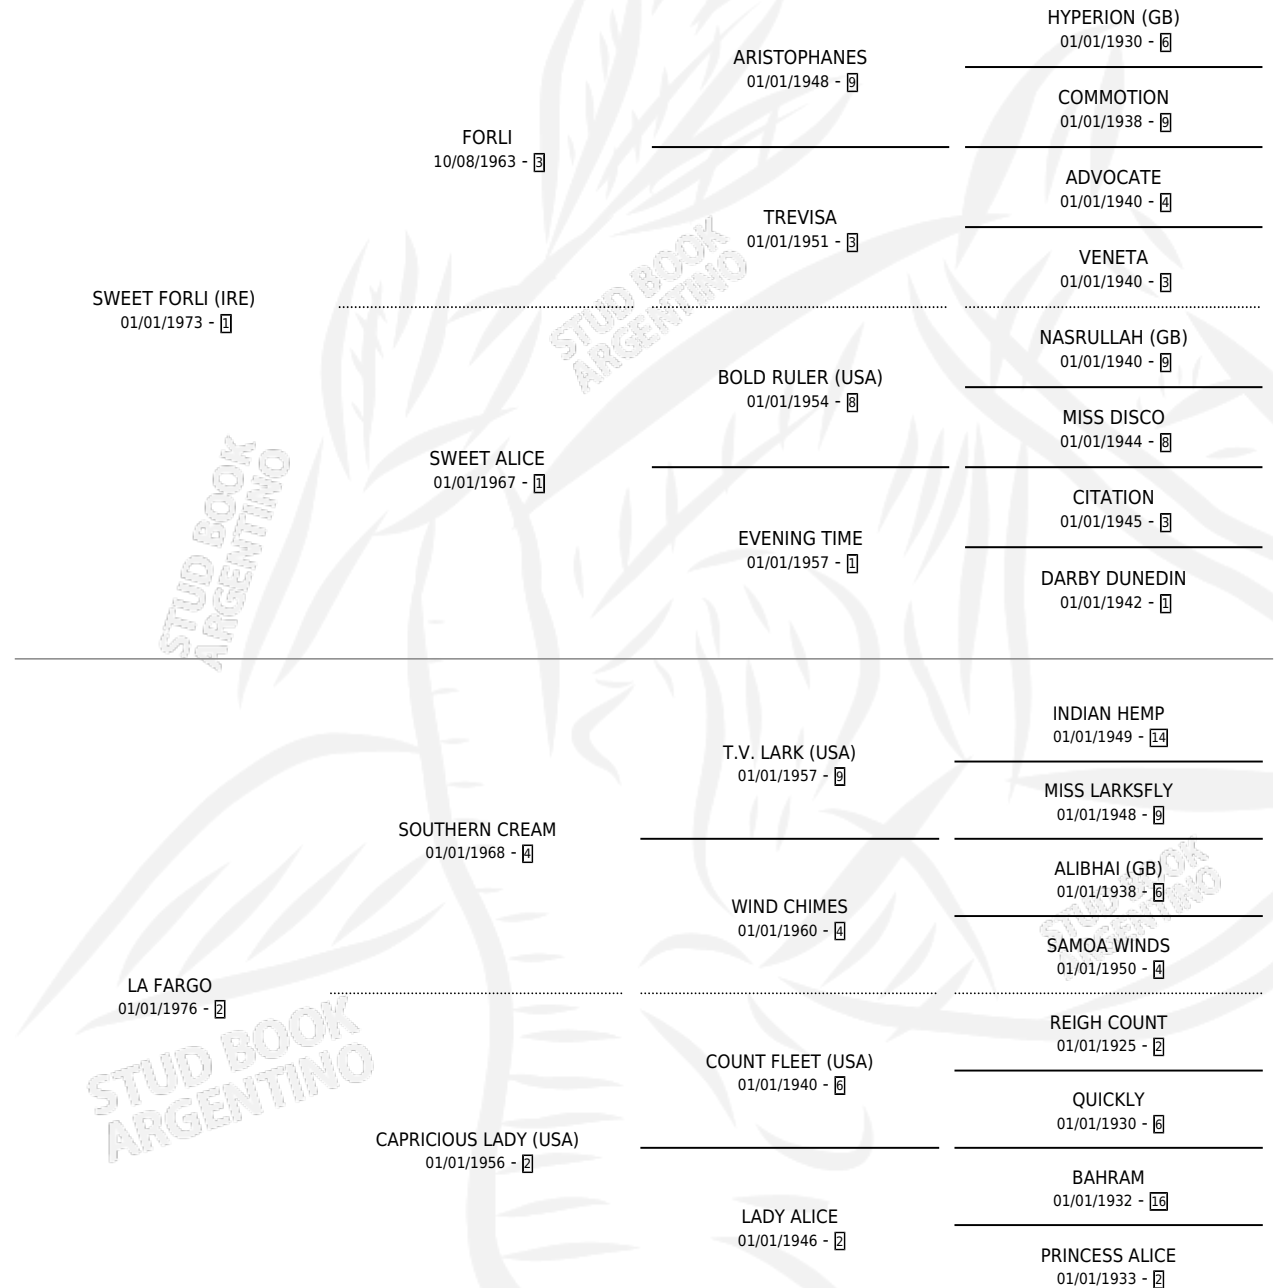 HYPERION (GB)
01/01/1930 - 6
ARISTOPHANES
01/01/1948 - 9
COMMOTION
01/01/1938 - 9
FORLI
10/08/1963 - 3
ADVOCATE
01/01/1940 - 4
TREVISA
01/01/1951 - 3
VENETA
01/01/1940 - 3
SWEET FORLI (IRE)
01/01/1973 - 1
NASRULLAH (GB)
01/01/1940 - 9
BOLD RULER (USA)
01/01/1954 - 8
MISS DISCO
01/01/1944 - 8
SWEET ALICE
01/01/1967 - 1
CITATION
01/01/1945 - 3
EVENING TIME
01/01/1957 - 1
DARBY DUNEDIN
01/01/1942 - 1
INDIAN HEMP
01/01/1949 - 14
T.V. LARK (USA)
01/01/1957 - 9
MISS LARKSFLY
01/01/1948 - 9
SOUTHERN CREAM
01/01/1968 - 4
ALIBHAI (GB)
01/01/1938 - 6
WIND CHIMES
01/01/1960 - 4
SAMOA WINDS
01/01/1950 - 4
LA FARGO
01/01/1976 - 2
REIGH COUNT
01/01/1925 - 2
COUNT FLEET (USA)
01/01/1940 - 6
QUICKLY
01/01/1930 - 6
CAPRICIOUS LADY (USA)
01/01/1956 - 2
BAHRAM
01/01/1932 - 16
LADY ALICE
01/01/1946 - 2
PRINCESS ALICE
01/01/1933 - 2
STUD BOOK
ARGENTINO
STUD BOOK
ARGENTINO
STUD BOOK
ARGENTINO
STUD BOOK
ARGENTINO